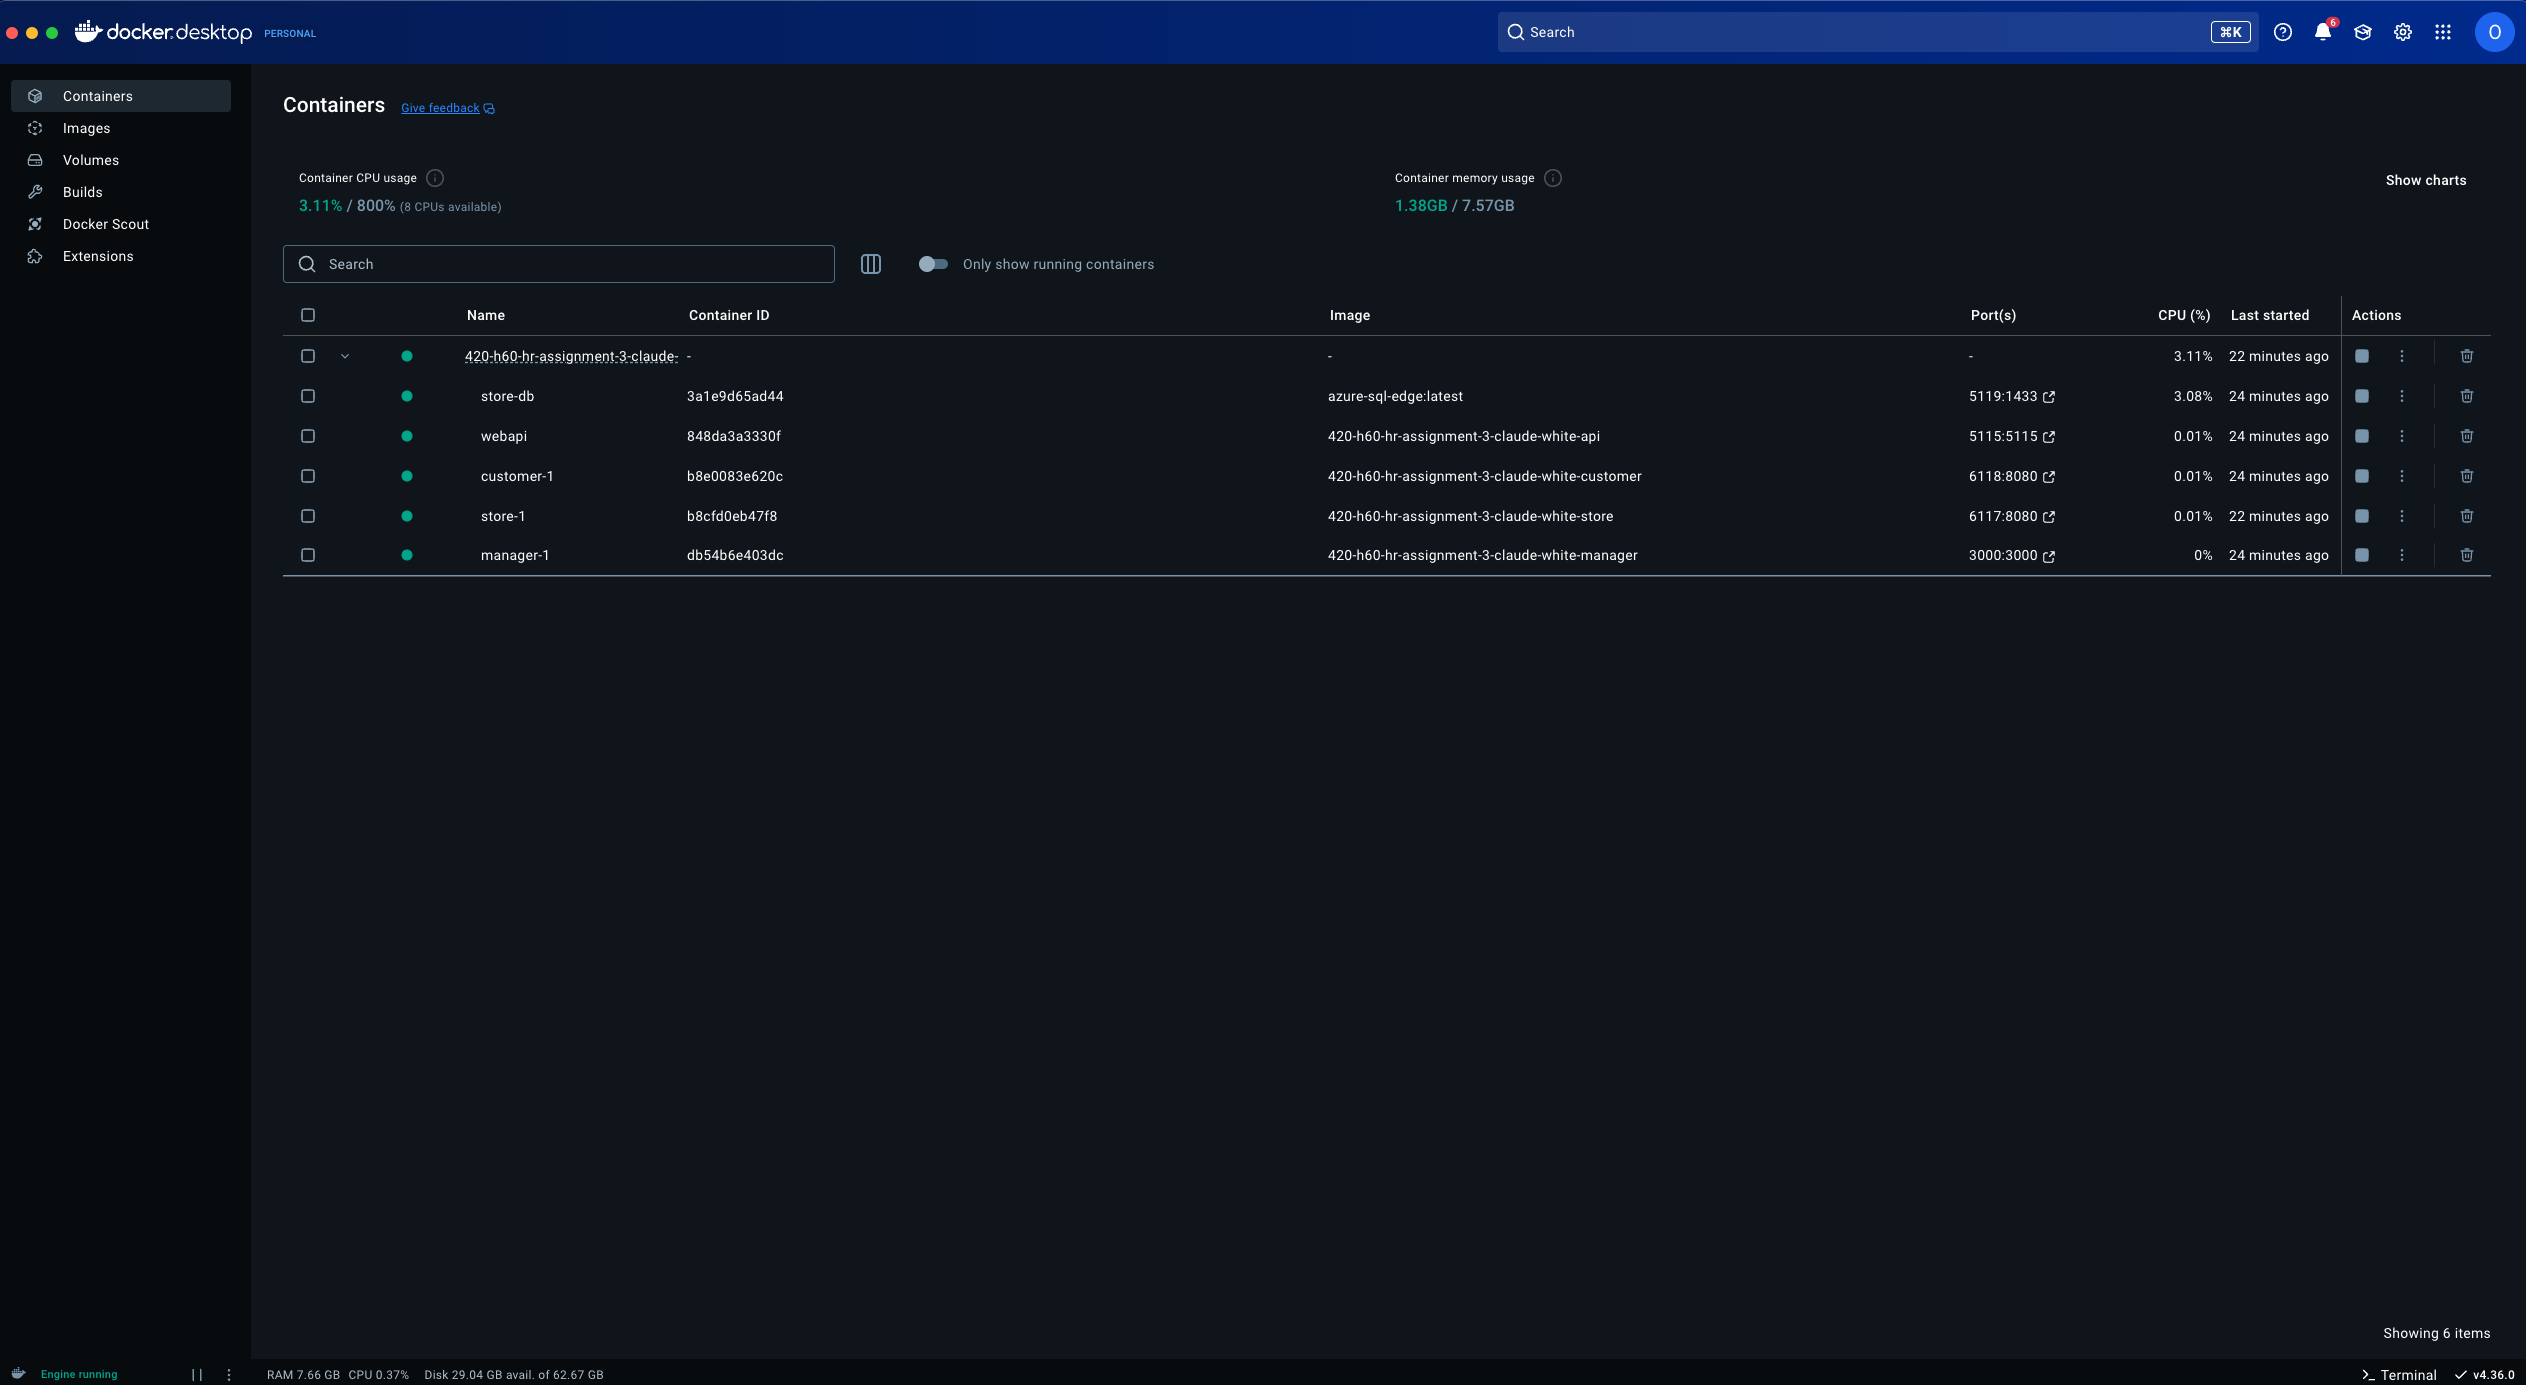 docker.desktop PERSONAL
Search ⌘K 6 O
Containers
Images
Volumes
Builds
Docker Scout
Extensions
Containers Give feedback
Container CPU usage
3.11% / 800% (8 CPUs available)
Container memory usage
1.38GB / 7.57GB
Show charts
Search
Only show running containers
Name Container ID Image Port(s) CPU (%) Last started Actions
420-h60-hr-assignment-3-claude- - - - 3.11% 22 minutes ago
store-db 3a1e9d65ad44 azure-sql-edge:latest 5119:1433 3.08% 24 minutes ago
webapi 848da3a3330f 420-h60-hr-assignment-3-claude-white-api 5115:5115 0.01% 24 minutes ago
customer-1 b8e0083e620c 420-h60-hr-assignment-3-claude-white-customer 6118:8080 0.01% 24 minutes ago
store-1 b8cfd0eb47f8 420-h60-hr-assignment-3-claude-white-store 6117:8080 0.01% 22 minutes ago
manager-1 db54b6e403dc 420-h60-hr-assignment-3-claude-white-manager 3000:3000 0% 24 minutes ago
Showing 6 items
Engine running RAM 7.66 GB CPU 0.37% Disk 29.04 GB avail. of 62.67 GB >_ Terminal v4.36.0